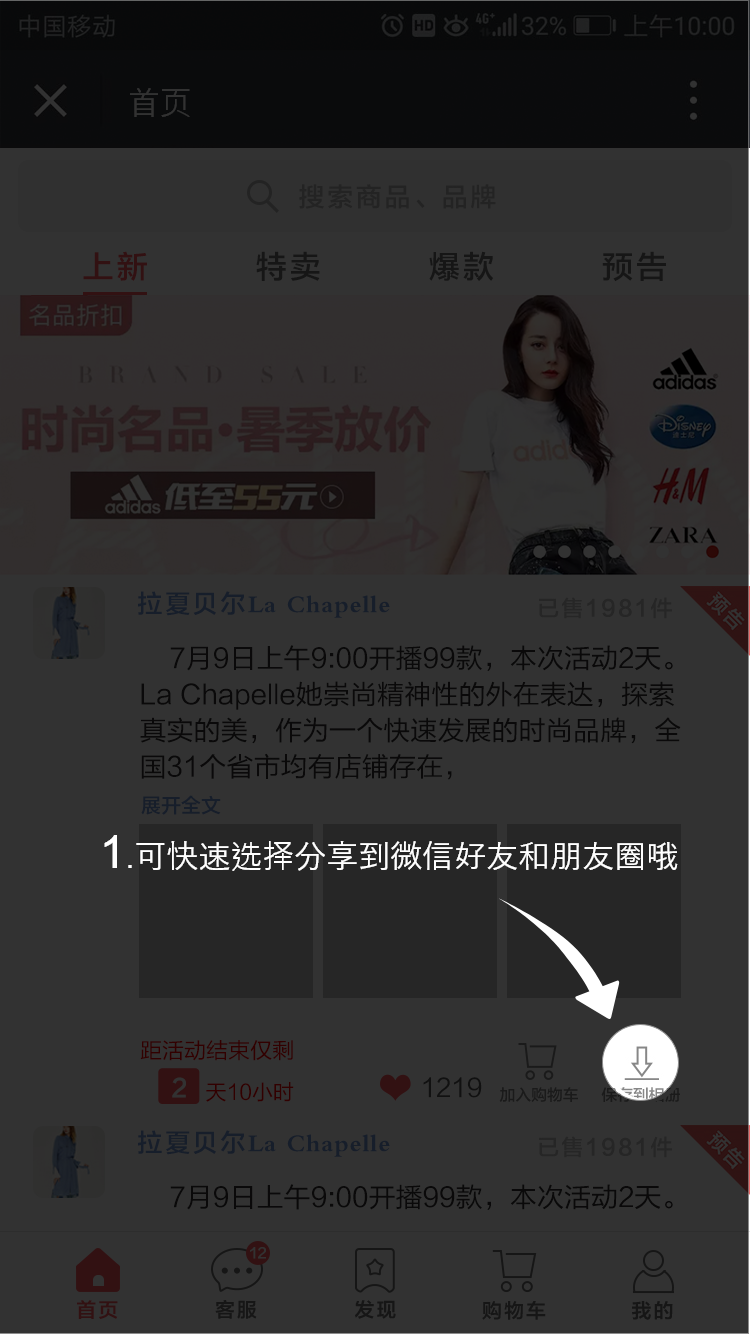 中国移动 HD 4G+ 32% 上午10:00
首页
搜索商品、品牌
上新 特卖 爆款 预告
名品折扣
BRAND SALE
时尚名品·暑季放价
adidas 低至55元
adidas
adidas
Disney
迪士尼
H&M
ZARA
拉夏贝尔La Chapelle 已售1981件 预告
7月9日上午9:00开播99款，本次活动2天。
La Chapelle她崇尚精神性的外在表达，探索
真实的美，作为一个快速发展的时尚品牌，全
国31个省市均有店铺存在，
展开全文
1.可快速选择分享到微信好友和朋友圈哦
距活动结束仅剩
2 天10小时 1219 加入购物车 保存到相册
拉夏贝尔La Chapelle 已售1981件 预告
7月9日上午9:00开播99款，本次活动2天。
12
首页 客服 发现 购物车 我的